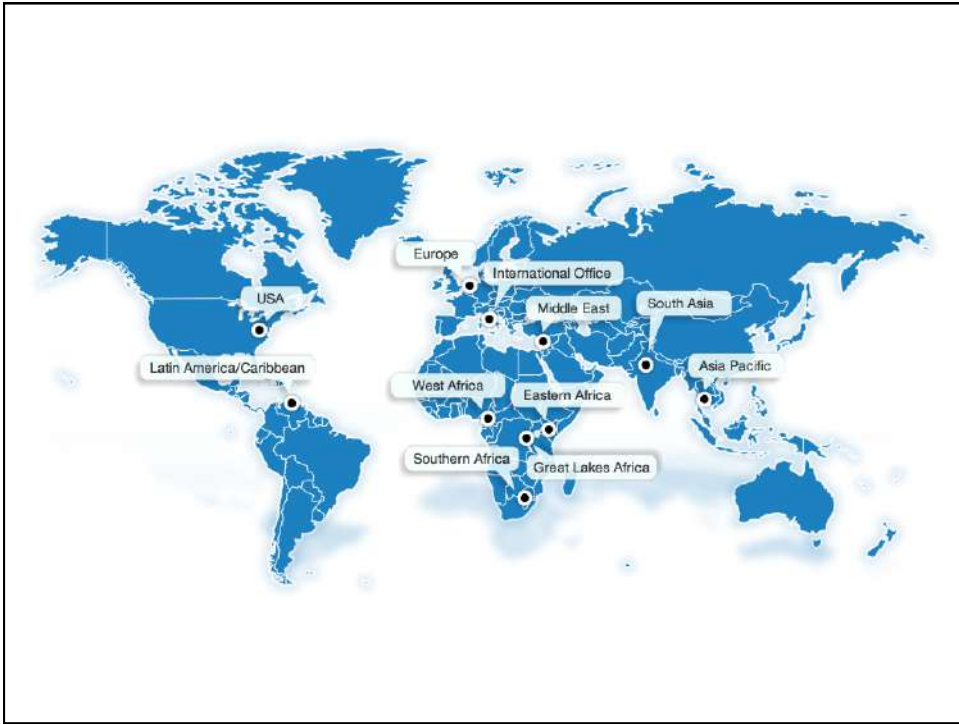 Europe
International Office
USA
Middle East
South Asia
Latin America/Caribbean
Asia Pacific
West Africa
Eastern Africa
Southern Africa
Great Lakes Africa